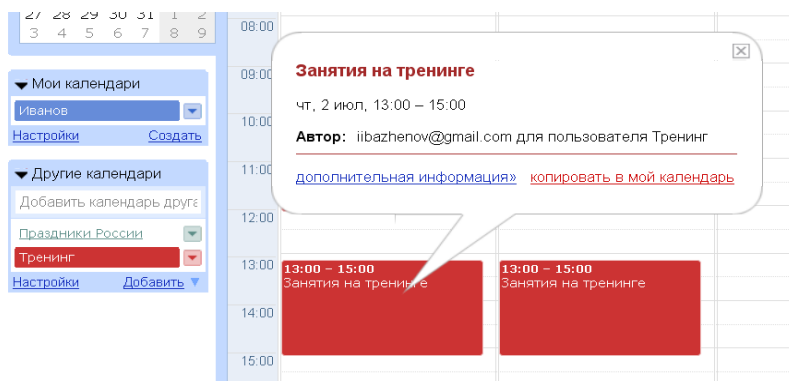 27 28 29 30 31 1 2
3 4 5 6 7 8 9
Мои календари
Иванов
Настройки Создать
Другие календари
Добавить календарь друга
Праздники России
Тренинг
Настройки Добавить
08:00
09:00
10:00
11:00
12:00
13:00
14:00
15:00
Занятия на тренинге
чт, 2 июл, 13:00 – 15:00
Автор: iibazhenov@gmail.com для пользователя Тренинг
дополнительная информация» копировать в мой календарь
13:00 – 15:00
Занятия на тренинге
13:00 – 15:00
Занятия на тренинге